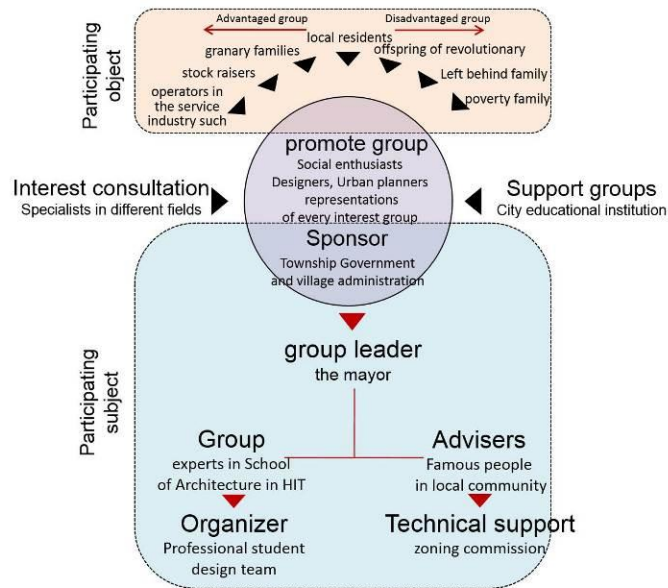 Advantaged group
Disadvantaged group
local residents
granary families
offspring of revolutionary
stock raisers
Left behind family
operators in
the service
industry such
poverty family
Participating
object
promote group
Social enthusiasts
Designers, Urban planners
representations
of every interest group
Interest consultation
Specialists in different fields
Support groups
City educational institution
Sponsor
Township Government
and village administration
group leader
the mayor
Participating
subject
Group
experts in School
of Architecture in HIT
Advisers
Famous people
in local community
Organizer
Professional student
design team
Technical support
zoning commission